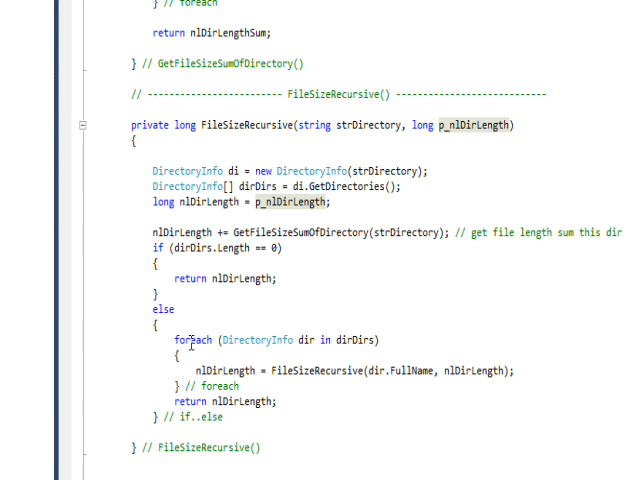 } // foreach
return nlDirLengthSum;
} // GetFileSizeSumOfDirectory()
// ------------------------- FileSizeRecursive() ----------------------------
private long FileSizeRecursive(string strDirectory, long p_nlDirLength)
{
DirectoryInfo di = new DirectoryInfo(strDirectory);
DirectoryInfo[] dirDirs = di.GetDirectories();
long nlDirLength = p_nlDirLength;
nlDirLength += GetFileSizeSumOfDirectory(strDirectory); // get file length sum this dir
if (dirDirs.Length == 0)
{
return nlDirLength;
}
else
{
foreach (DirectoryInfo dir in dirDirs)
{
nlDirLength = FileSizeRecursive(dir.FullName, nlDirLength);
} // foreach
return nlDirLength;
} // if..else
} // FileSizeRecursive()